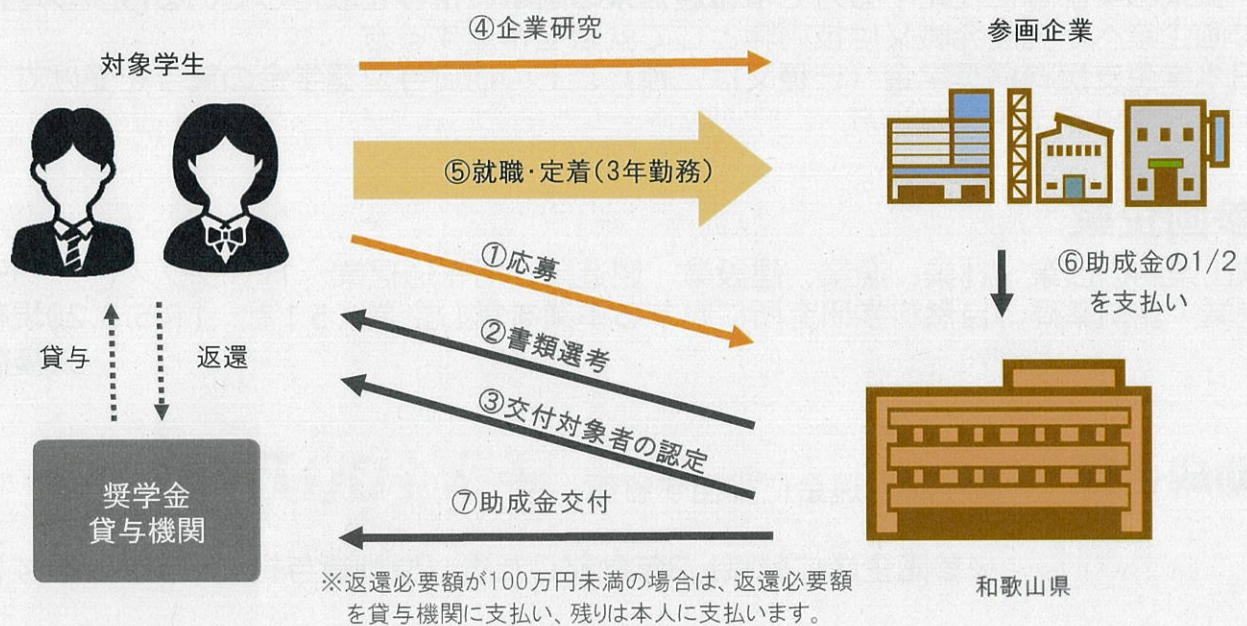 ④企業研究
参画企業
対象学生
⑤就職・定着(3年勤務)
①応募
⑥助成金の1/2
を支払い
②書類選考
貸与
返還
③交付対象者の認定
奨学金
貸与機関
⑦助成金交付
※返還必要額が100万円未満の場合は、返還必要額
を貸与機関に支払い、残りは本人に支払います。
和歌山県